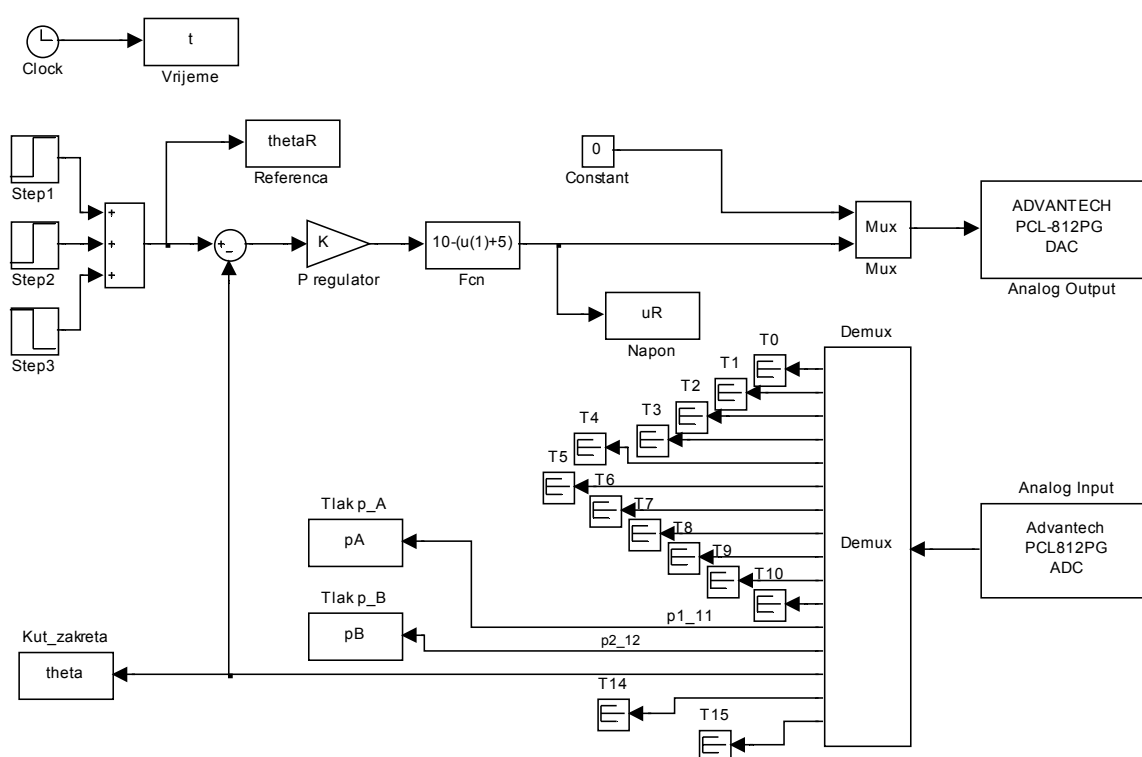 t
Clock
Vrijeme
thetaR
Referenca
Step1
Step2
Step3
+
+
+
+
−
K
P regulator
10-(u(1)+5)
Fcn
0
Constant
Mux
Mux
ADVANTECH
PCL-812PG
DAC
Analog Output
uR
Napon
Demux
T0
T1
T2
T3
T4
T5
T6
T7
T8
T9
T10
Demux
Analog Input
Advantech
PCL812PG
ADC
Tlak p_A
pA
p1_11
Tlak p_B
pB
p2_12
Kut_zakreta
theta
T14
T15